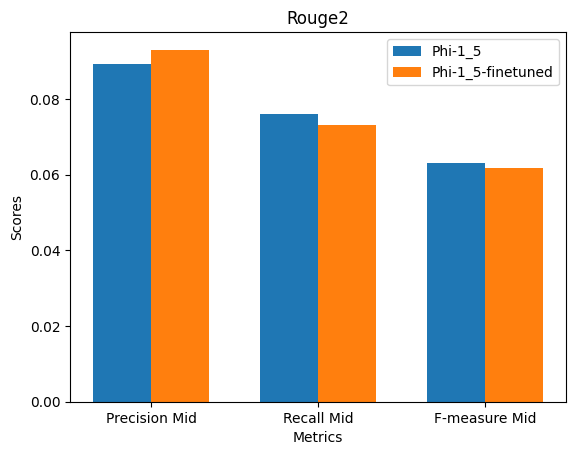 Rouge2
Phi-1_5
Phi-1_5-finetuned
Scores
0.08
0.06
0.04
0.02
0.00
Precision Mid
Recall Mid
F-measure Mid
Metrics